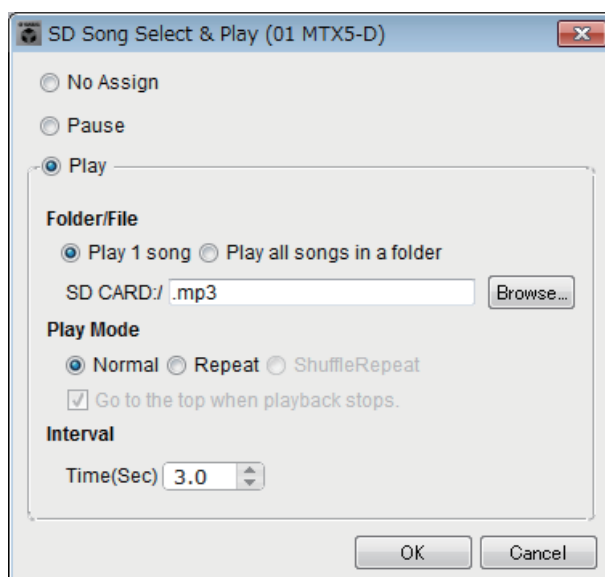 SD Song Select & Play (01 MTX5-D)
No Assign
Pause
Play
Folder/File
Play 1 song Play all songs in a folder
SD CARD:/ .mp3 Browse...
Play Mode
Normal Repeat ShuffleRepeat
Go to the top when playback stops.
Interval
Time(Sec) 3.0
OK Cancel